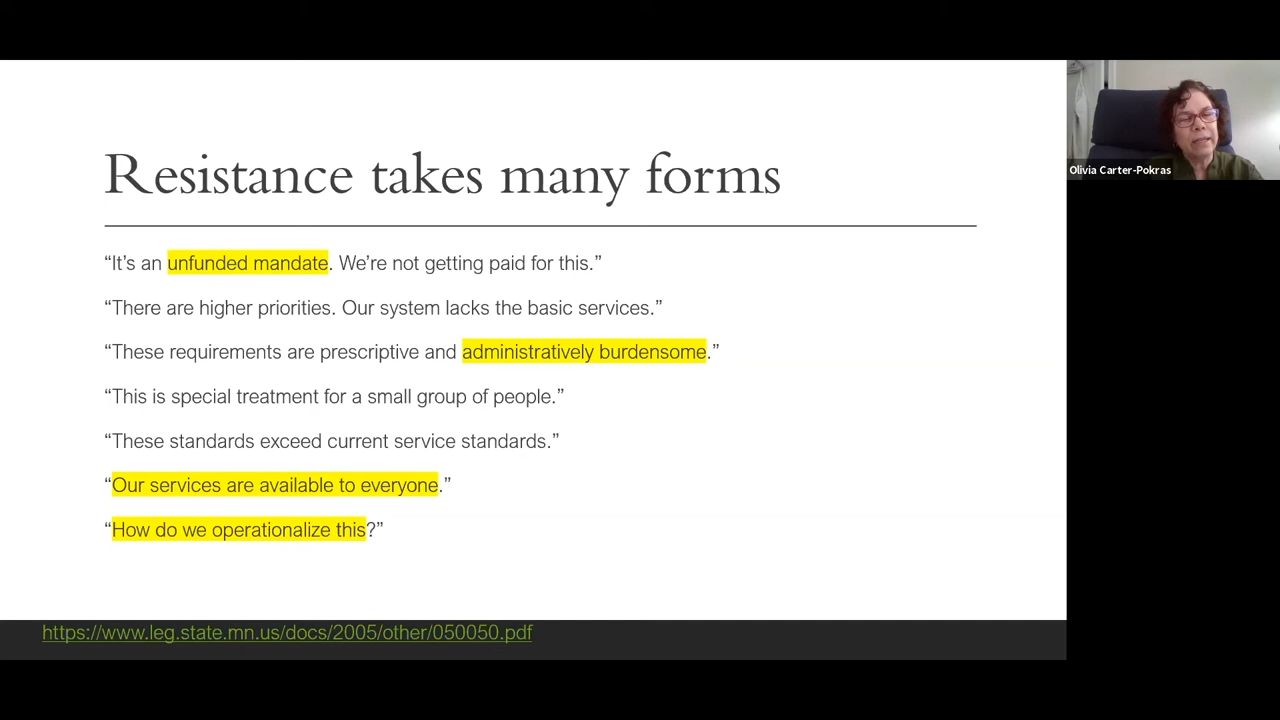 Resistance takes many forms
“It’s an unfunded mandate. We’re not getting paid for this.”
“There are higher priorities. Our system lacks the basic services.”
“These requirements are prescriptive and administratively burdensome.”
“This is special treatment for a small group of people.”
“These standards exceed current service standards.”
“Our services are available to everyone.”
“How do we operationalize this?”
https://www.leg.state.mn.us/docs/2005/other/050050.pdf
Olivia Carter-Pokras